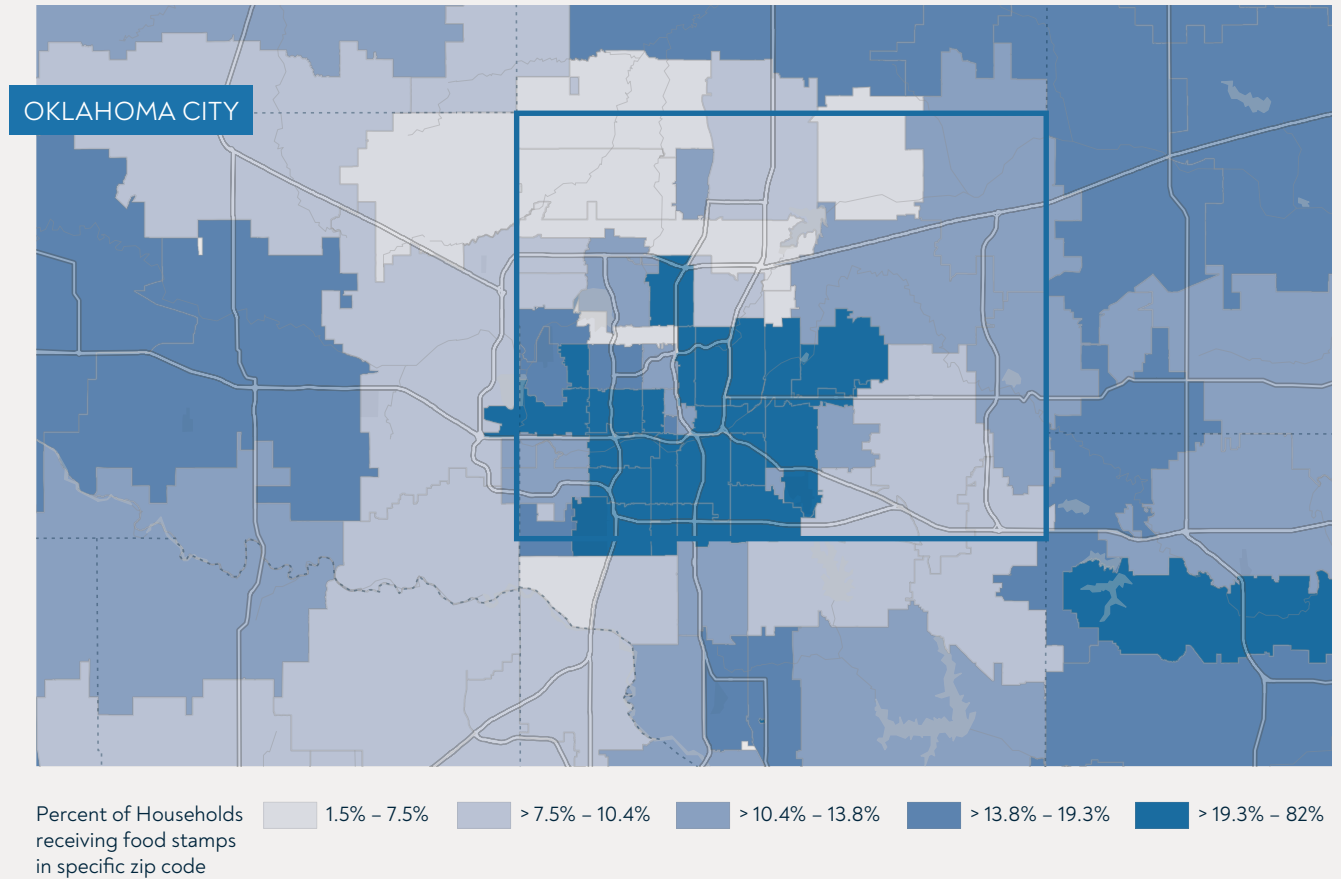 OKLAHOMA CITY
Percent of Households
receiving food stamps
in specific zip code
1.5% – 7.5%
> 7.5% – 10.4%
> 10.4% – 13.8%
> 13.8% – 19.3%
> 19.3% – 82%